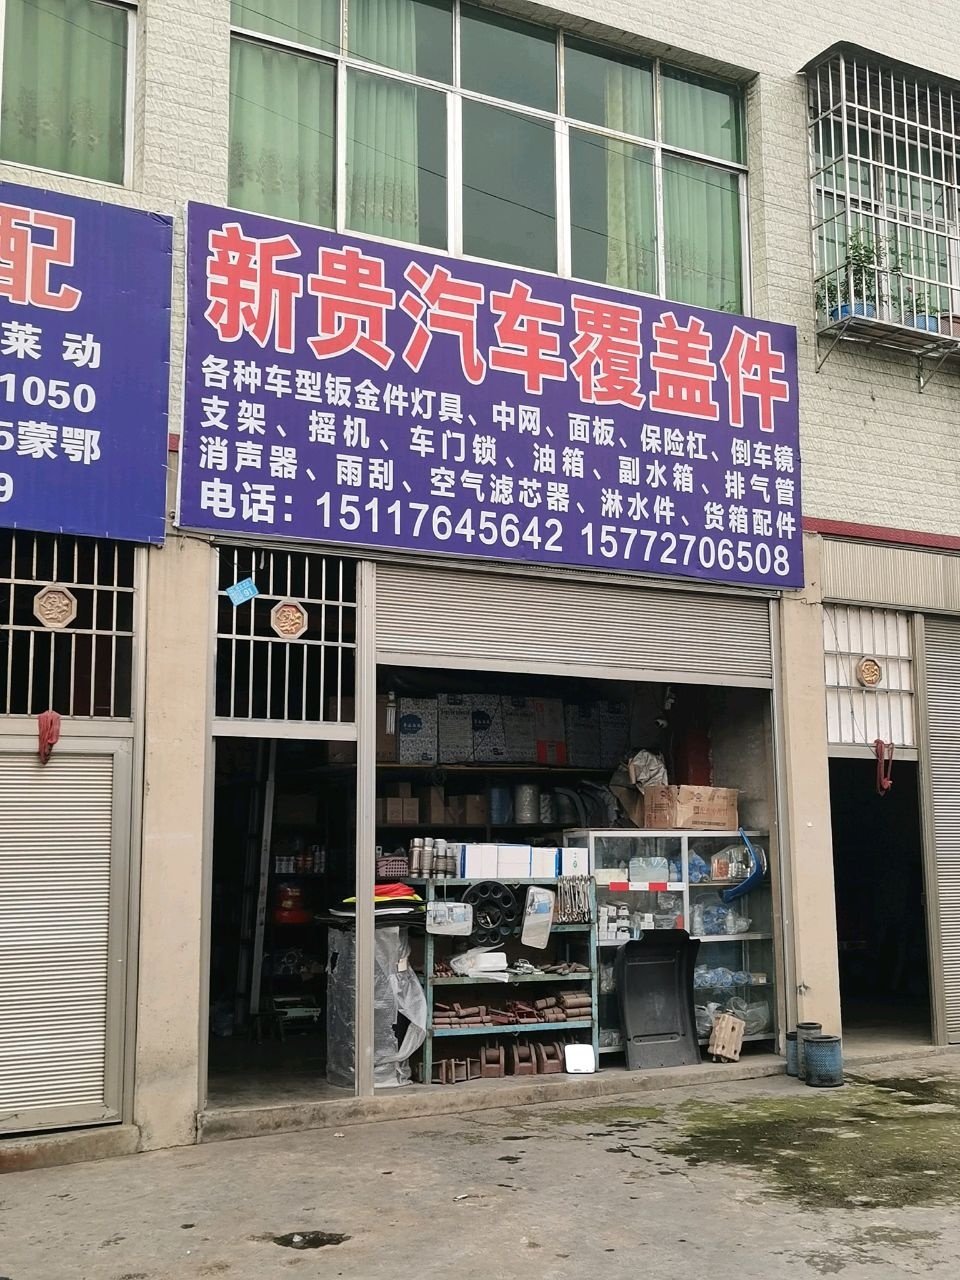 配
莱动
1050
5蒙鄂
9
新贵汽车覆盖件
各种车型钣金件灯具、中网、面板、保险杠、倒车镜
支架、摇机、车门锁、油箱、副水箱、排气管
消声器、雨刮、空气滤芯器、淋水件、货箱配件
电话：15117645642 15772706508
91